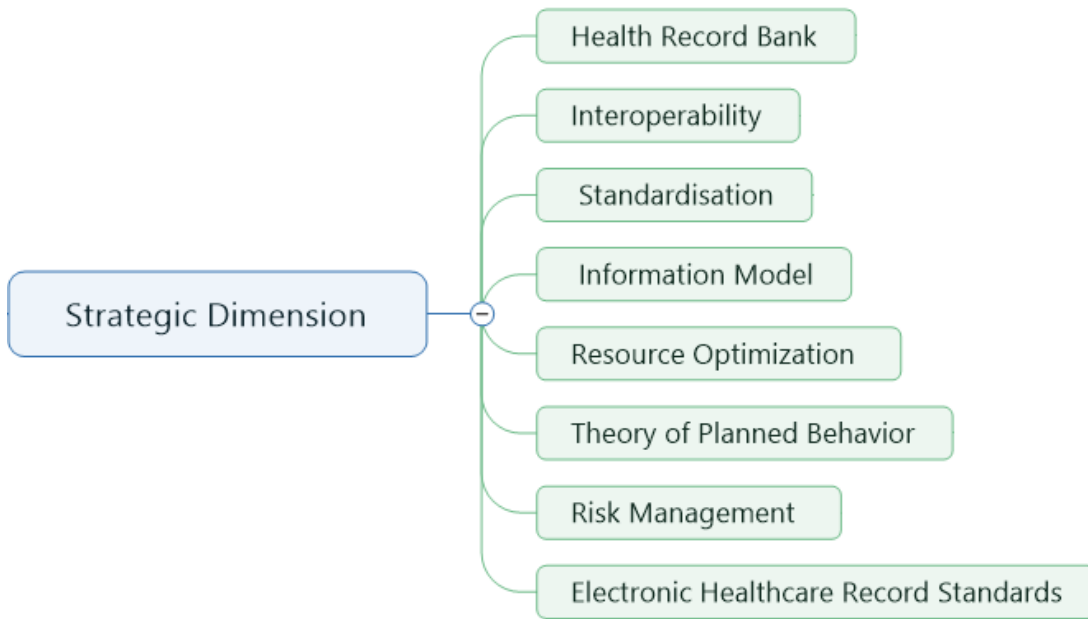 Health Record Bank
Interoperability
Standardisation
Information Model
Strategic Dimension
Resource Optimization
Theory of Planned Behavior
Risk Management
Electronic Healthcare Record Standards